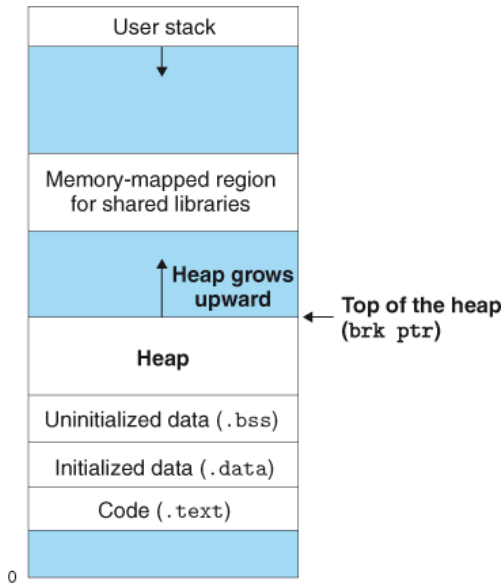 User stack
Memory-mapped region
for shared libraries
Heap grows
upward
Top of the heap
(brk ptr)
Heap
Uninitialized data (.bss)
Initialized data (.data)
Code (.text)
0